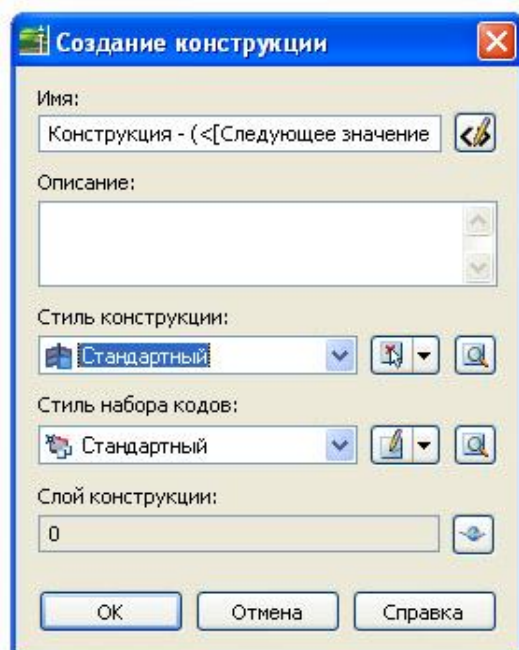 Создание конструкции
Имя:
Конструкция - (<[Следующее значение
Описание:
Стиль конструкции:
Стандартный
Стиль набора кодов:
Стандартный
Слой конструкции:
0
OK
Отмена
Справка